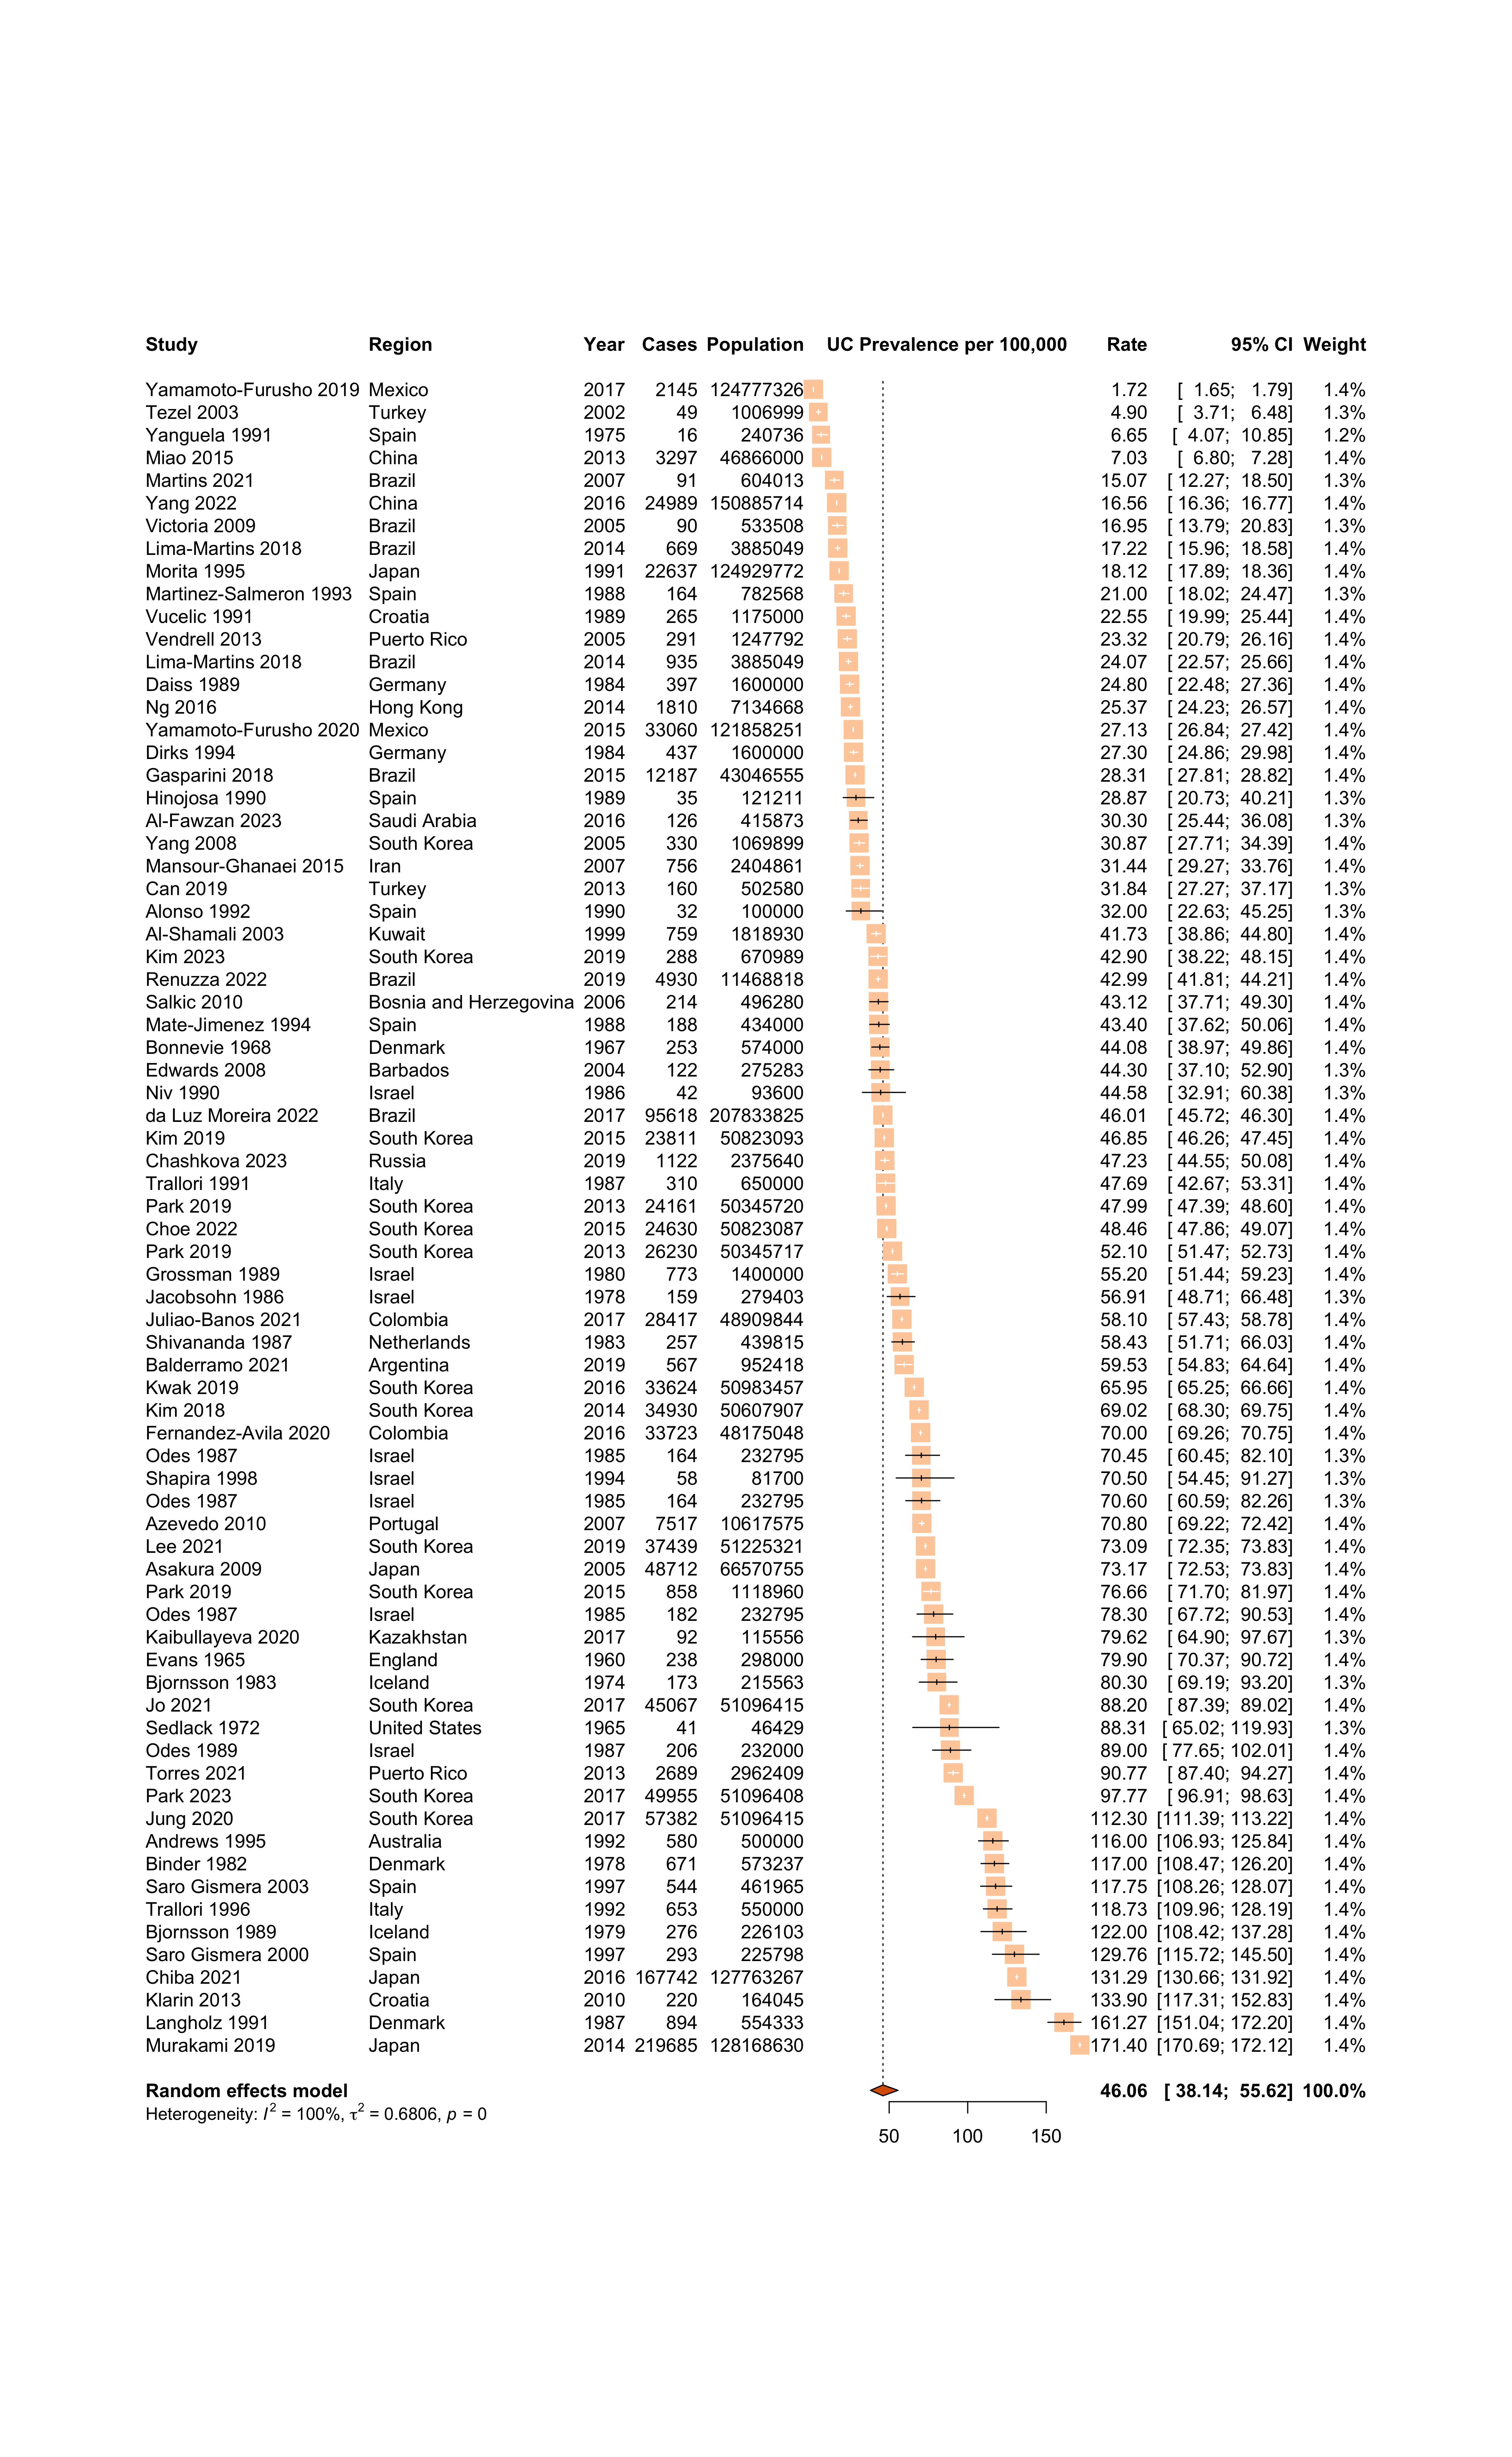 Study Region Year Cases Population UC Prevalence per 100,000 Rate 95% CI Weight
Yamamoto-Furusho 2019 Mexico 2017 2145 124777326 1.72 [ 1.65; 1.79] 1.4%
Tezel 2003 Turkey 2002 49 1006999 4.90 [ 3.71; 6.48] 1.3%
Yanguela 1991 Spain 1975 16 240736 6.65 [ 4.07; 10.85] 1.2%
Miao 2015 China 2013 3297 46866000 7.03 [ 6.80; 7.28] 1.4%
Martins 2021 Brazil 2007 91 604013 15.07 [ 12.27; 18.50] 1.3%
Yang 2022 China 2016 24989 150885714 16.56 [ 16.36; 16.77] 1.4%
Victoria 2009 Brazil 2005 90 533508 16.95 [ 13.79; 20.83] 1.3%
Lima-Martins 2018 Brazil 2014 669 3885049 17.22 [ 15.96; 18.58] 1.4%
Morita 1995 Japan 1991 22637 124929772 18.12 [ 17.89; 18.36] 1.4%
Martinez-Salmeron 1993 Spain 1988 164 782568 21.00 [ 18.02; 24.47] 1.3%
Vucelic 1991 Croatia 1989 265 1175000 22.55 [ 19.99; 25.44] 1.4%
Vendrell 2013 Puerto Rico 2005 291 1247792 23.32 [ 20.79; 26.16] 1.4%
Lima-Martins 2018 Brazil 2014 935 3885049 24.07 [ 22.57; 25.66] 1.4%
Daiss 1989 Germany 1984 397 1600000 24.80 [ 22.48; 27.36] 1.4%
Ng 2016 Hong Kong 2014 1810 7134668 25.37 [ 24.23; 26.57] 1.4%
Yamamoto-Furusho 2020 Mexico 2015 33060 121858251 27.13 [ 26.84; 27.42] 1.4%
Dirks 1994 Germany 1984 437 1600000 27.30 [ 24.86; 29.98] 1.4%
Gasparini 2018 Brazil 2015 12187 43046555 28.31 [ 27.81; 28.82] 1.4%
Hinojosa 1990 Spain 1989 35 121211 28.87 [ 20.73; 40.21] 1.3%
Al-Fawzan 2023 Saudi Arabia 2016 126 415873 30.30 [ 25.44; 36.08] 1.3%
Yang 2008 South Korea 2005 330 1069899 30.87 [ 27.71; 34.39] 1.4%
Mansour-Ghanaei 2015 Iran 2007 756 2404861 31.44 [ 29.27; 33.76] 1.4%
Can 2019 Turkey 2013 160 502580 31.84 [ 27.27; 37.17] 1.3%
Alonso 1992 Spain 1990 32 100000 32.00 [ 22.63; 45.25] 1.3%
Al-Shamali 2003 Kuwait 1999 759 1818930 41.73 [ 38.86; 44.80] 1.4%
Kim 2023 South Korea 2019 288 670989 42.90 [ 38.22; 48.15] 1.4%
Renuzza 2022 Brazil 2019 4930 11468818 42.99 [ 41.81; 44.21] 1.4%
Salkic 2010 Bosnia and Herzegovina 2006 214 496280 43.12 [ 37.71; 49.30] 1.4%
Mate-Jimenez 1994 Spain 1988 188 434000 43.40 [ 37.62; 50.06] 1.4%
Bonnevie 1968 Denmark 1967 253 574000 44.08 [ 38.97; 49.86] 1.4%
Edwards 2008 Barbados 2004 122 275283 44.30 [ 37.10; 52.90] 1.3%
Niv 1990 Israel 1986 42 93600 44.58 [ 32.91; 60.38] 1.3%
da Luz Moreira 2022 Brazil 2017 95618 207833825 46.01 [ 45.72; 46.30] 1.4%
Kim 2019 South Korea 2015 23811 50823093 46.85 [ 46.26; 47.45] 1.4%
Chashkova 2023 Russia 2019 1122 2375640 47.23 [ 44.55; 50.08] 1.4%
Trallori 1991 Italy 1987 310 650000 47.69 [ 42.67; 53.31] 1.4%
Park 2019 South Korea 2013 24161 50345720 47.99 [ 47.39; 48.60] 1.4%
Choe 2022 South Korea 2015 24630 50823087 48.46 [ 47.86; 49.07] 1.4%
Park 2019 South Korea 2013 26230 50345717 52.10 [ 51.47; 52.73] 1.4%
Grossman 1989 Israel 1980 773 1400000 55.20 [ 51.44; 59.23] 1.4%
Jacobsohn 1986 Israel 1978 159 279403 56.91 [ 48.71; 66.48] 1.3%
Juliao-Banos 2021 Colombia 2017 28417 48909844 58.10 [ 57.43; 58.78] 1.4%
Shivananda 1987 Netherlands 1983 257 439815 58.43 [ 51.71; 66.03] 1.4%
Balderramo 2021 Argentina 2019 567 952418 59.53 [ 54.83; 64.64] 1.4%
Kwak 2019 South Korea 2016 33624 50983457 65.95 [ 65.25; 66.66] 1.4%
Kim 2018 South Korea 2014 34930 50607907 69.02 [ 68.30; 69.75] 1.4%
Fernandez-Avila 2020 Colombia 2016 33723 48175048 70.00 [ 69.26; 70.75] 1.4%
Odes 1987 Israel 1985 164 232795 70.45 [ 60.45; 82.10] 1.3%
Shapira 1998 Israel 1994 58 81700 70.50 [ 54.45; 91.27] 1.3%
Odes 1987 Israel 1985 164 232795 70.60 [ 60.59; 82.26] 1.3%
Azevedo 2010 Portugal 2007 7517 10617575 70.80 [ 69.22; 72.42] 1.4%
Lee 2021 South Korea 2019 37439 51225321 73.09 [ 72.35; 73.83] 1.4%
Asakura 2009 Japan 2005 48712 66570755 73.17 [ 72.53; 73.83] 1.4%
Park 2019 South Korea 2015 858 1118960 76.66 [ 71.70; 81.97] 1.4%
Odes 1987 Israel 1985 182 232795 78.30 [ 67.72; 90.53] 1.4%
Kaibullayeva 2020 Kazakhstan 2017 92 115556 79.62 [ 64.90; 97.67] 1.3%
Evans 1965 England 1960 238 298000 79.90 [ 70.37; 90.72] 1.4%
Bjornsson 1983 Iceland 1974 173 215563 80.30 [ 69.19; 93.20] 1.4%
Jo 2021 South Korea 2017 45067 51096415 88.20 [ 87.39; 89.02] 1.4%
Sedlack 1972 United States 1965 41 46429 88.31 [ 65.02; 119.93] 1.3%
Odes 1989 Israel 1987 206 232000 89.00 [ 77.65; 102.01] 1.4%
Torres 2021 Puerto Rico 2013 2689 2962409 90.77 [ 87.40; 94.27] 1.4%
Park 2023 South Korea 2017 49955 51096408 97.77 [ 96.91; 98.63] 1.4%
Jung 2020 South Korea 2017 57382 51096415 112.30 [111.39; 113.22] 1.4%
Andrews 1995 Australia 1992 580 500000 116.00 [106.93; 125.84] 1.4%
Binder 1982 Denmark 1978 671 573237 117.00 [108.47; 126.20] 1.4%
Saro Gismera 2003 Spain 1997 544 461965 117.75 [108.26; 128.07] 1.4%
Trallori 1996 Italy 1992 653 550000 118.73 [109.96; 128.19] 1.4%
Bjornsson 1989 Iceland 1979 276 226103 122.00 [108.42; 137.28] 1.4%
Saro Gismera 2000 Spain 1997 293 225798 129.76 [115.72; 145.50] 1.4%
Chiba 2021 Japan 2016 167742 127763267 131.29 [130.66; 131.92] 1.4%
Klarin 2013 Croatia 2010 220 164045 133.90 [117.31; 152.83] 1.4%
Langholz 1991 Denmark 1987 894 554333 161.27 [151.04; 172.20] 1.4%
Murakami 2019 Japan 2014 219685 128168630 171.40 [170.69; 172.12] 1.4%
Random effects model 46.06 [ 38.14; 55.62] 100.0%
Heterogeneity: I² = 100%, τ² = 0.6806, p = 0
50 100 150